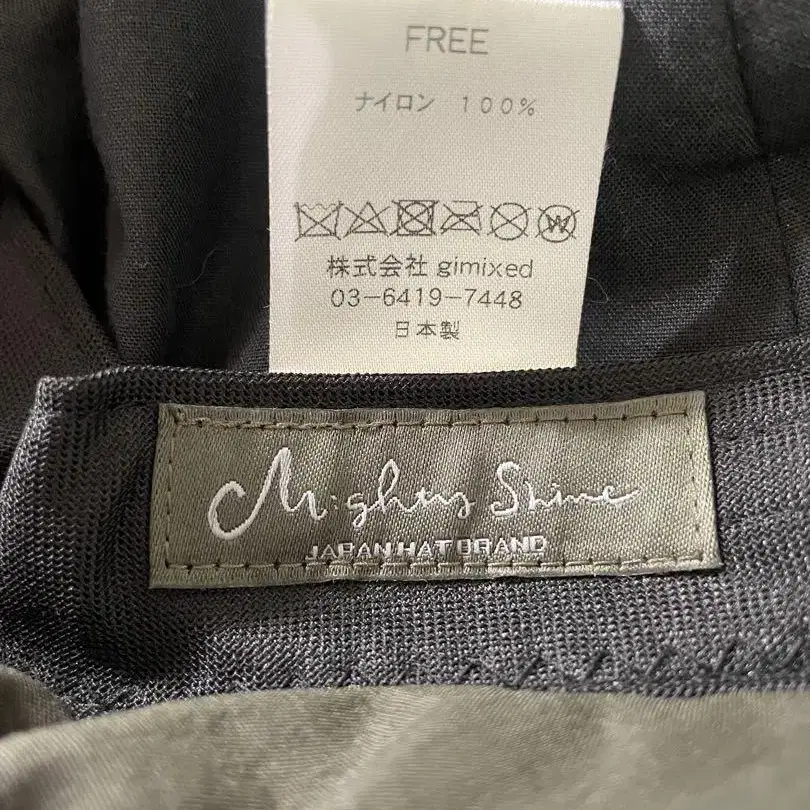 FREE
ナイロン 100%
W
株式会社 gimixed
03-6419-7448
日本製
Mighty Shine
JAPAN HAT BRAND